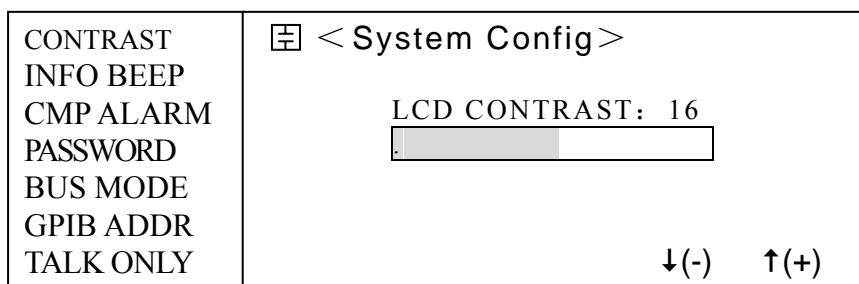 CONTRAST
INFO BEEP
CMP ALARM
PASSWORD
BUS MODE
GPIB ADDR
TALK ONLY
＜System Config＞
LCD CONTRAST： 16
↓(-) ↑(+)